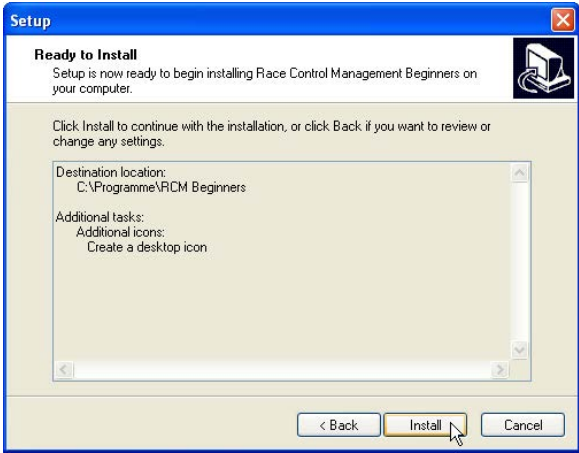 Setup
Ready to Install
Setup is now ready to begin installing Race Control Management Beginners on
your computer.
Click Install to continue with the installation, or click Back if you want to review or
change any settings.
Destination location:
C:\Programme\RCM Beginners
Additional tasks:
Additional icons:
Create a desktop icon
< Back
Install
Cancel